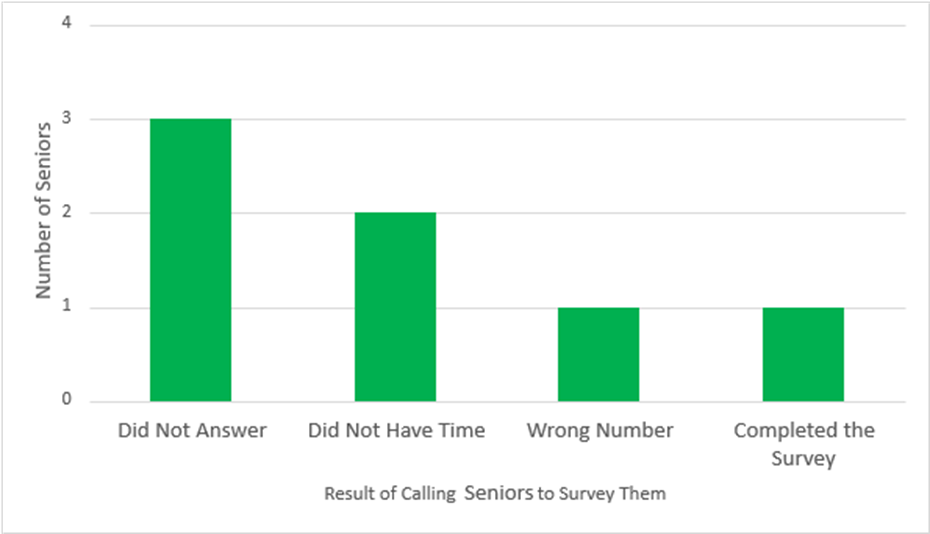 4
3
2
1
0
Number of Seniors
Did Not Answer
Did Not Have Time
Wrong Number
Completed the
Survey
Result of Calling Seniors to Survey Them